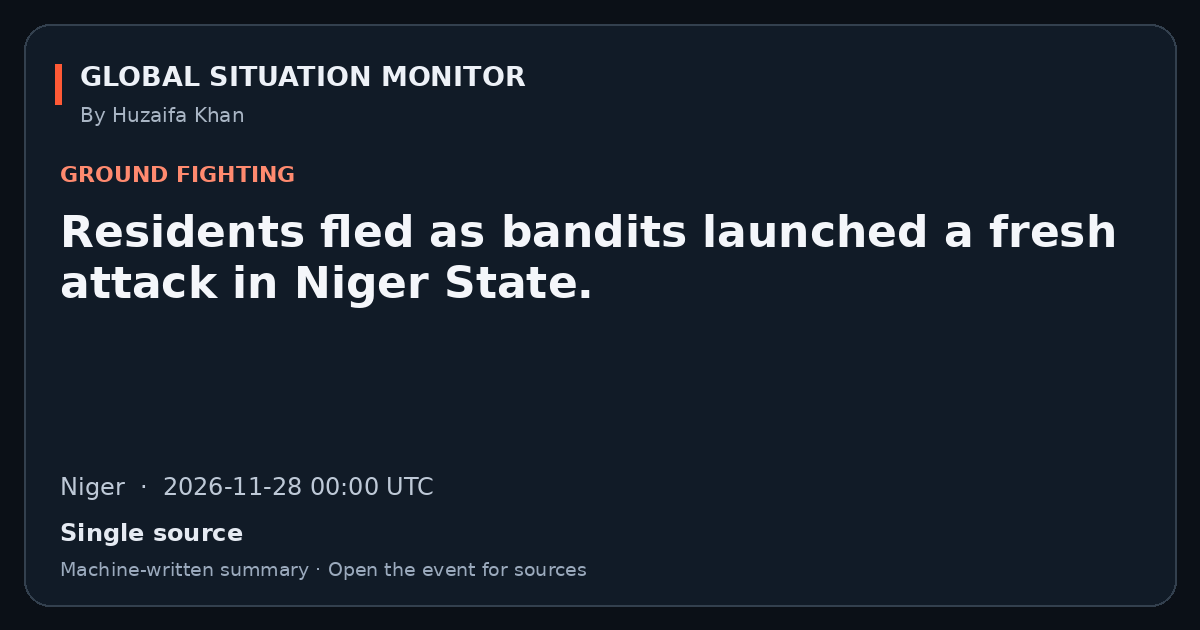 GLOBAL SITUATION MONITOR
By Huzaifa Khan
GROUND FIGHTING
Residents fled as bandits launched a fresh
attack in Niger State.
Niger · 2026-11-28 00:00 UTC
Single source
Machine-written summary · Open the event for sources